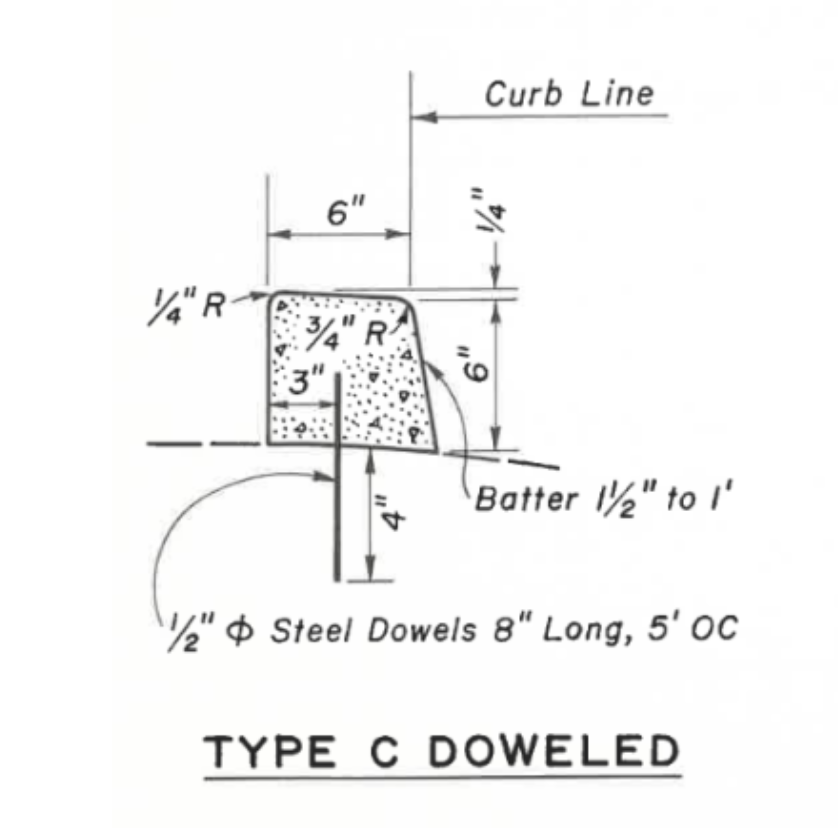 Curb Line
6"
1/4"
1/4" R
3/4" R
6"
3"
Batter 1 1/2" to 1'
4"
1/2" Φ Steel Dowels 8" Long, 5' OC
TYPE C DOWELED